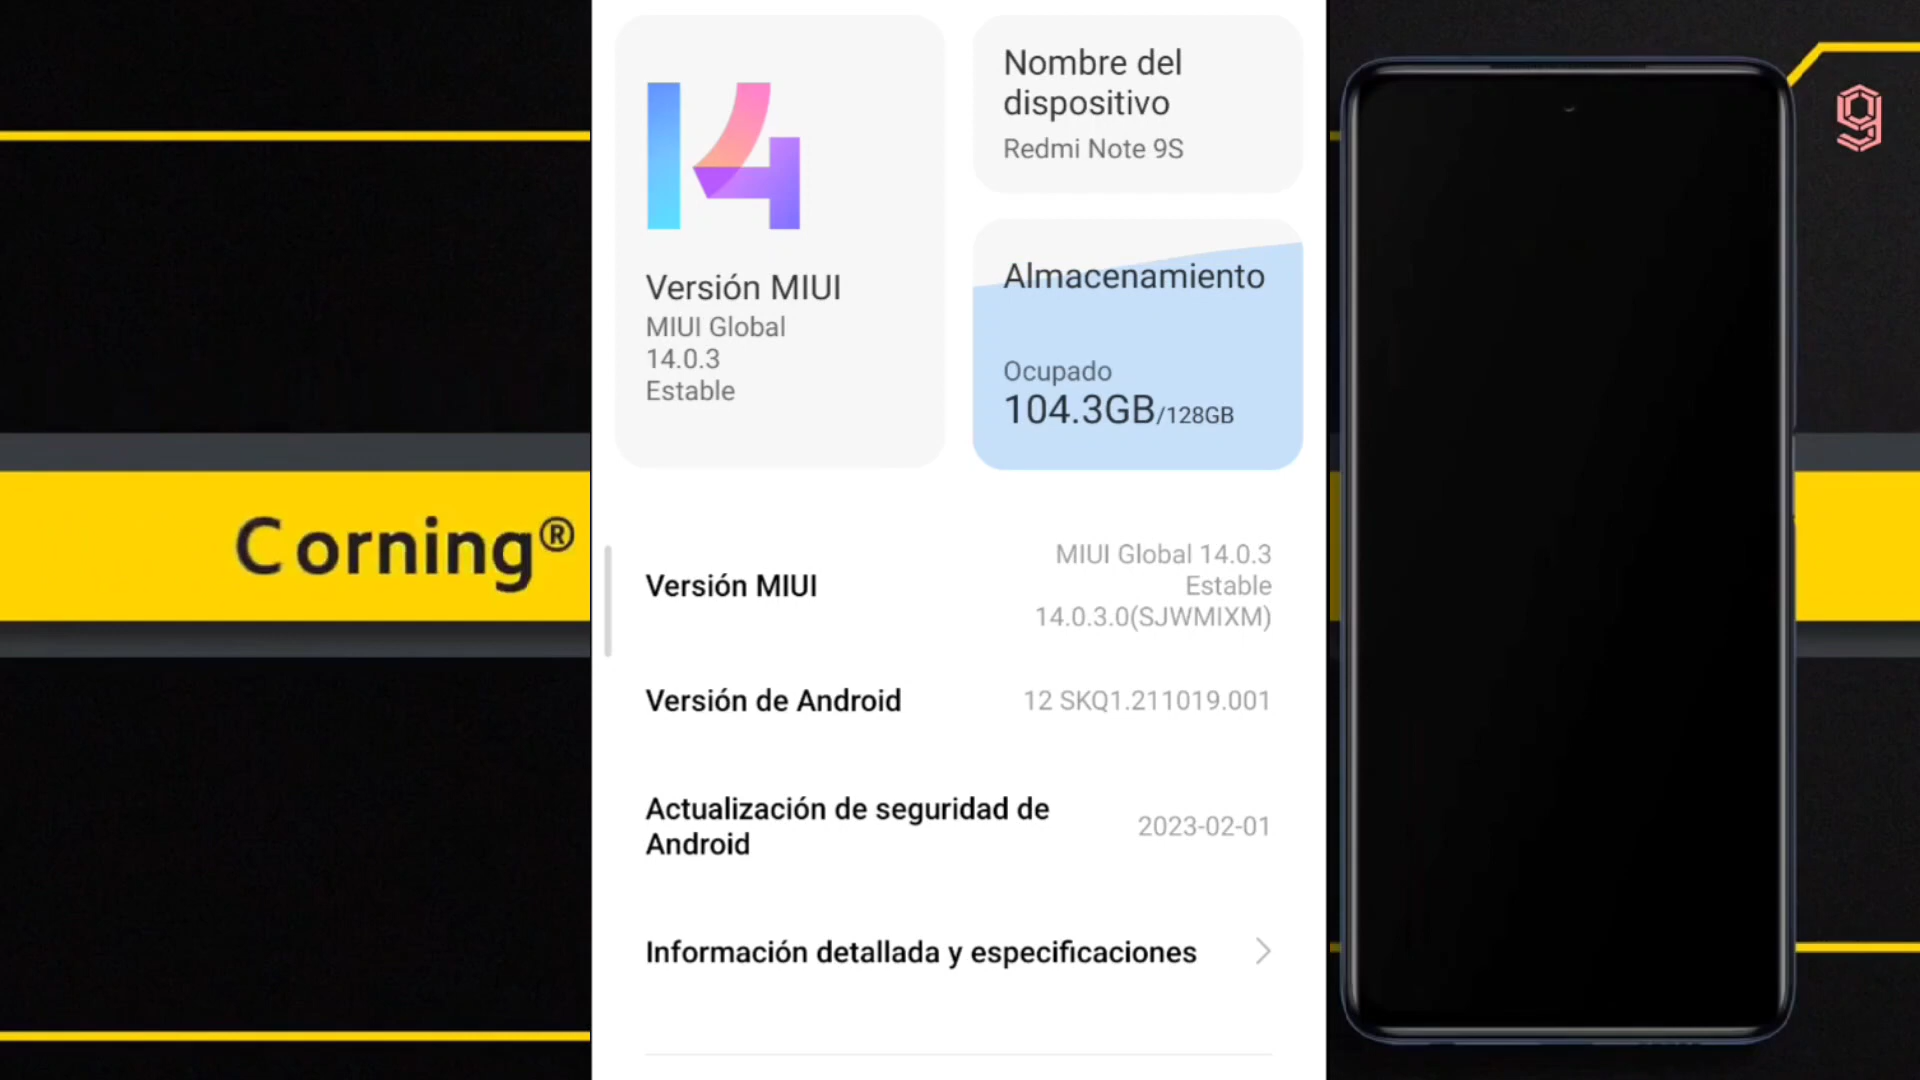 Corning®
14
Versión MIUI
MIUI Global
14.0.3
Estable
Nombre del
dispositivo
Redmi Note 9S
Almacenamiento
Ocupado
104.3GB/128GB
Versión MIUI
MIUI Global 14.0.3
Estable
14.0.3.0(SJWMIXM)
Versión de Android
12 SKQ1.211019.001
Actualización de seguridad de
Android
2023-02-01
Información detallada y especificaciones
g